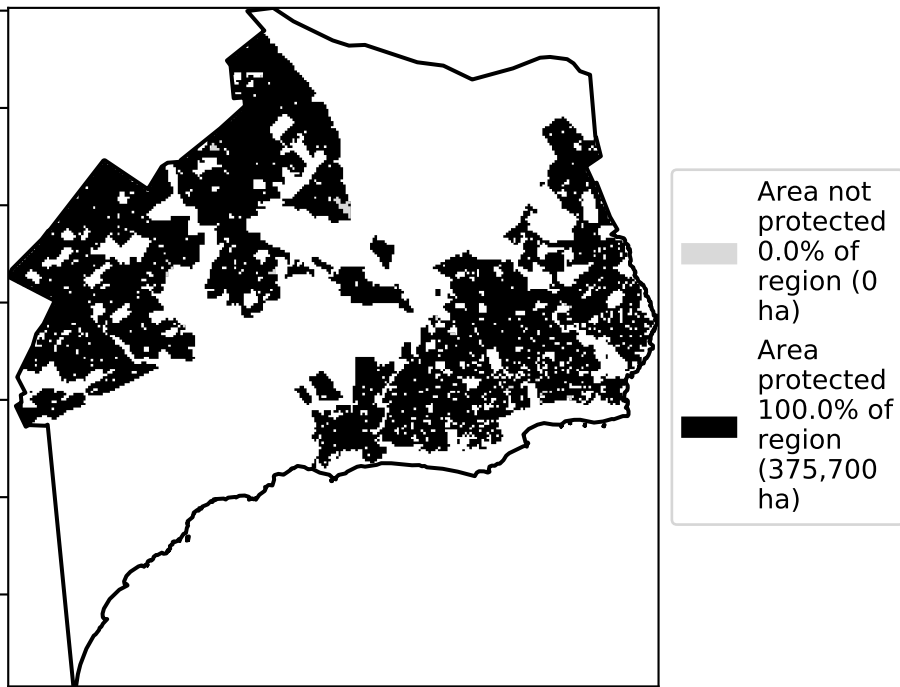 Area not
protected
0.0% of
region (0
ha)
Area
protected
100.0% of
region
(375,700
ha)